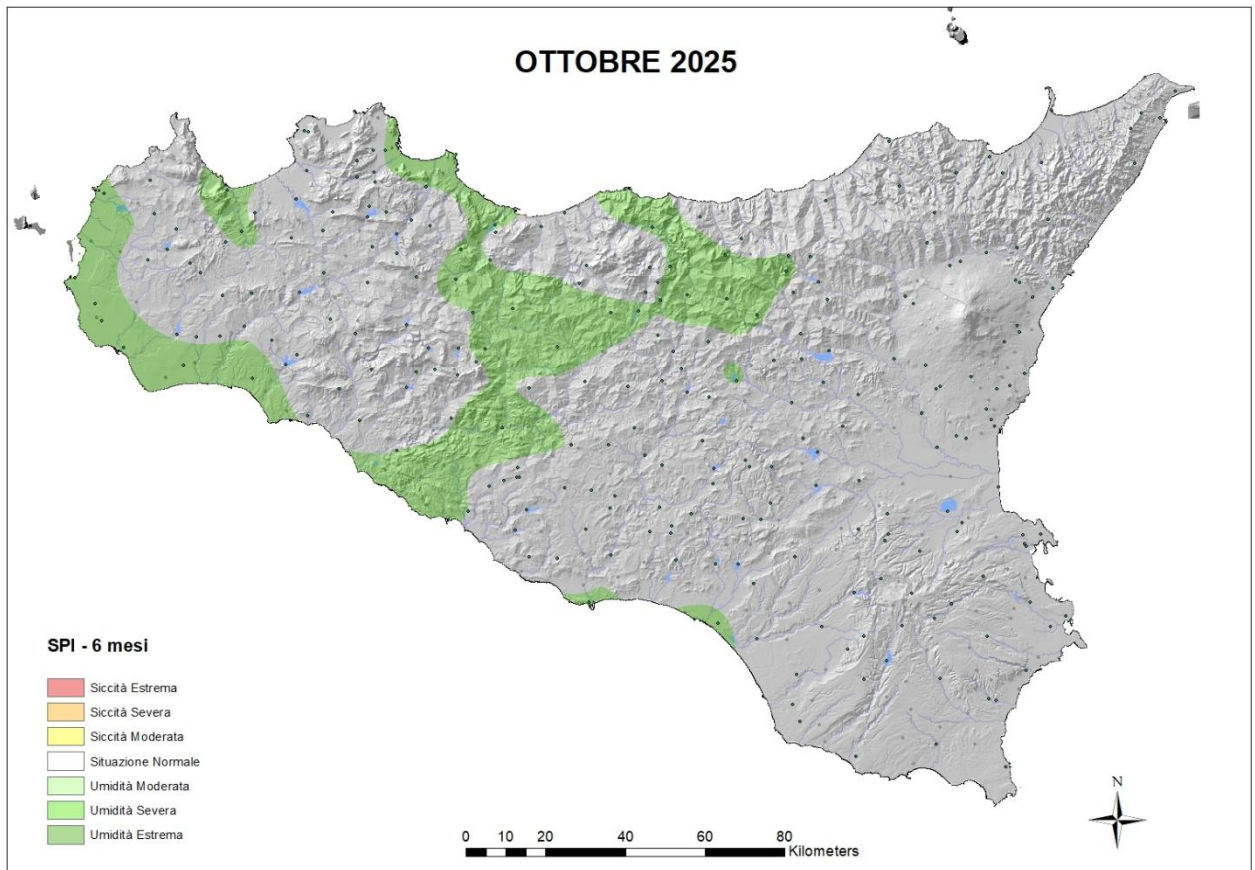 OTTOBRE 2025
SPI - 6 mesi
Siccità Estrema
Siccità Severa
Siccità Moderata
Situazione Normale
Umidità Moderata
Umidità Severa
Umidità Estrema
N
0 10 20 40 60 80
Kilometers